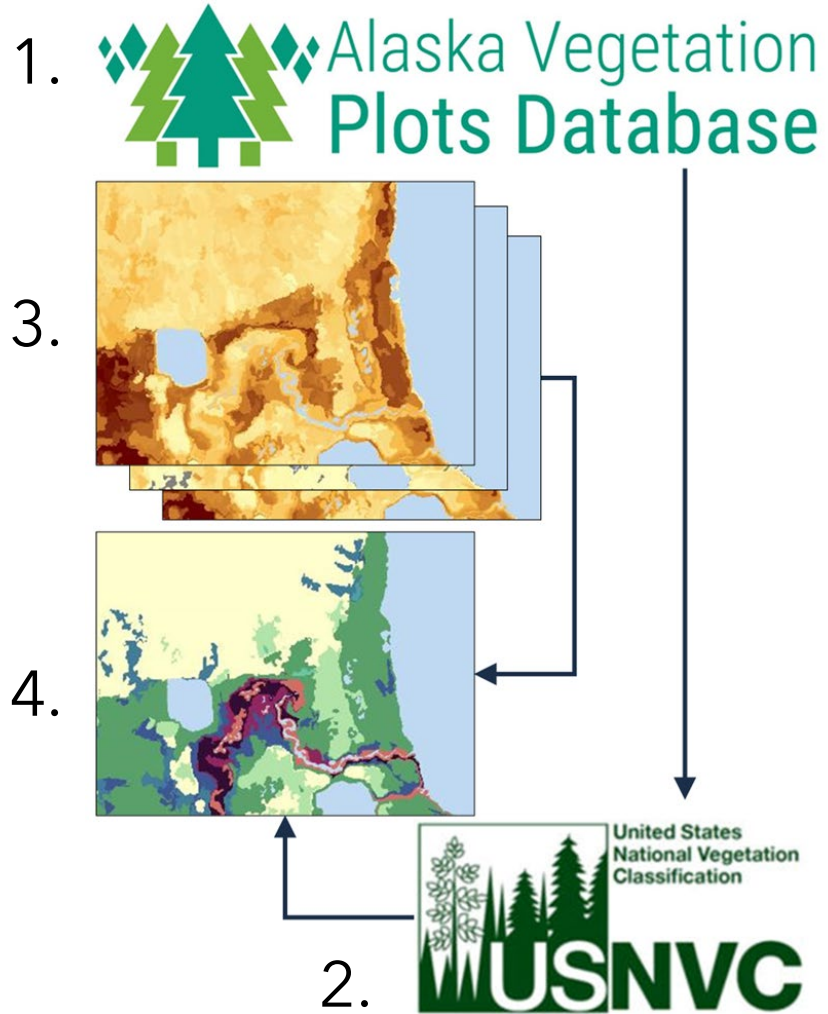 1.
Alaska Vegetation
Plots Database
3.
4.
United States
National Vegetation
Classification
USNVC
2.